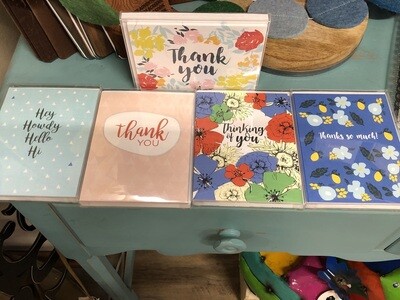 Thank
you
Hey
Howdy
Hello
Hi
thank
YOU
Thinking
of you
Thanks so much!